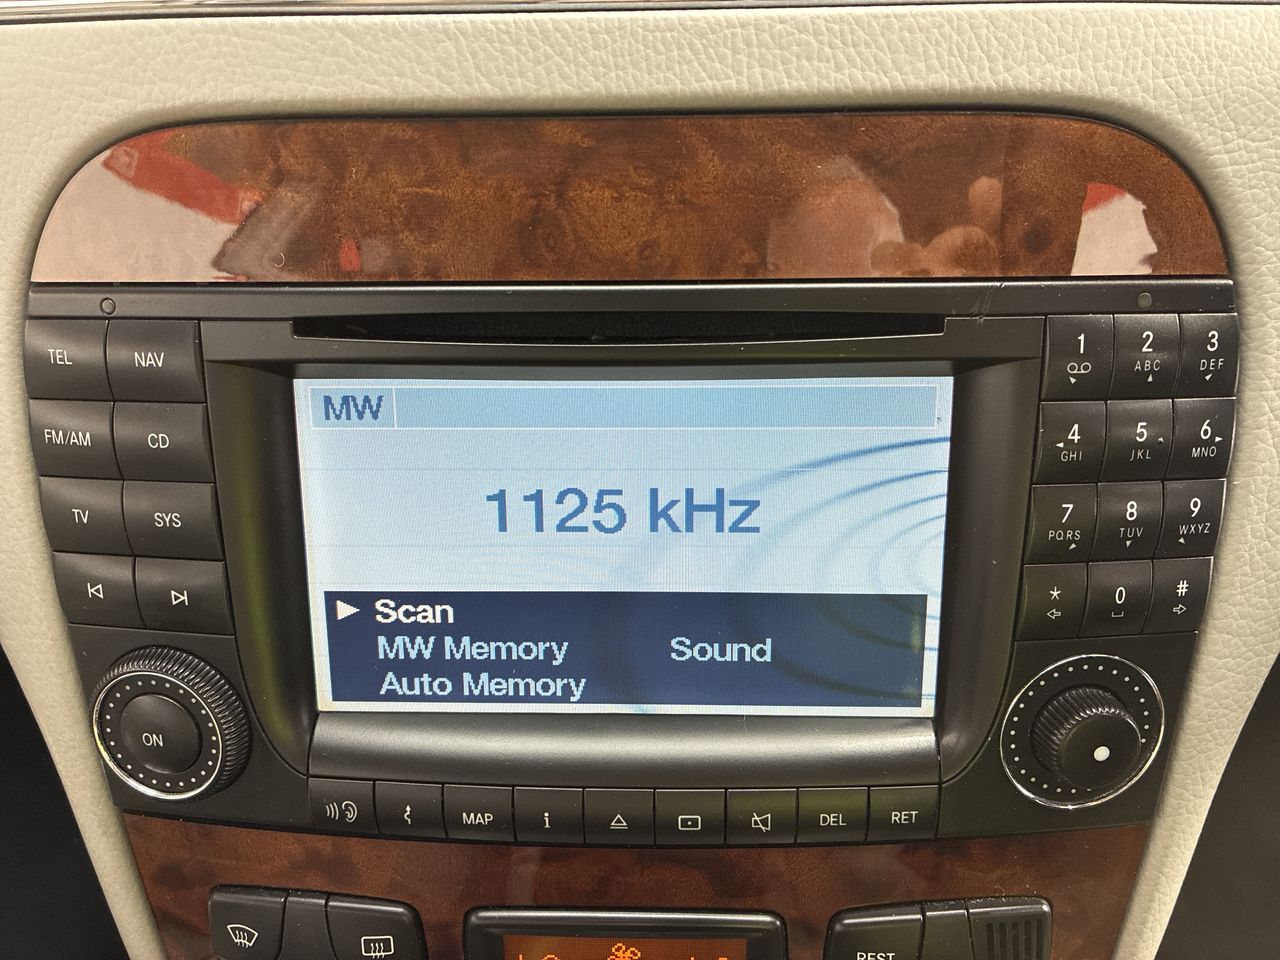 TEL NAV
1
2 ABC
3 DEF
FM/AM CD
4 GHI
5 JKL
6 MNO
TV SYS
7 PQRS
8 TUV
9 WXYZ
* 0 #
MW
1125 kHz
Scan
MW Memory Sound
Auto Memory
ON
MAP i DEL RET
REST